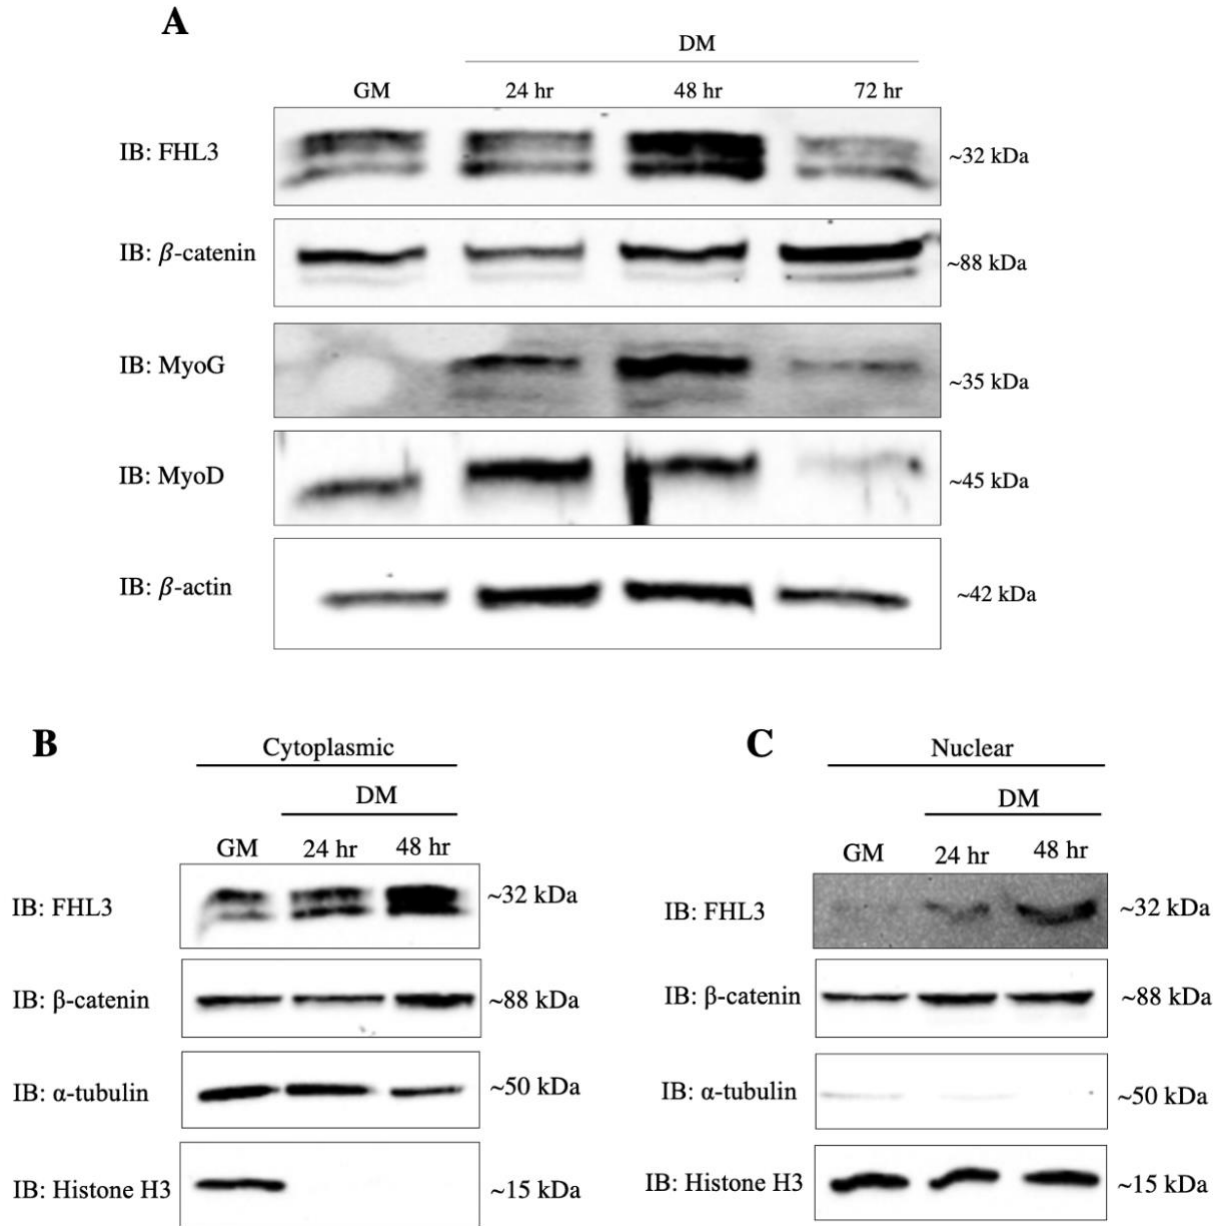 A
DM
GM 24 hr 48 hr 72 hr
IB: FHL3 ~32 kDa
IB: β-catenin ~88 kDa
IB: MyoG ~35 kDa
IB: MyoD ~45 kDa
IB: β-actin ~42 kDa
B
Cytoplasmic
DM
GM 24 hr 48 hr
IB: FHL3 ~32 kDa
IB: β-catenin ~88 kDa
IB: α-tubulin ~50 kDa
IB: Histone H3 ~15 kDa
C
Nuclear
DM
GM 24 hr 48 hr
IB: FHL3 ~32 kDa
IB: β-catenin ~88 kDa
IB: α-tubulin ~50 kDa
IB: Histone H3 ~15 kDa